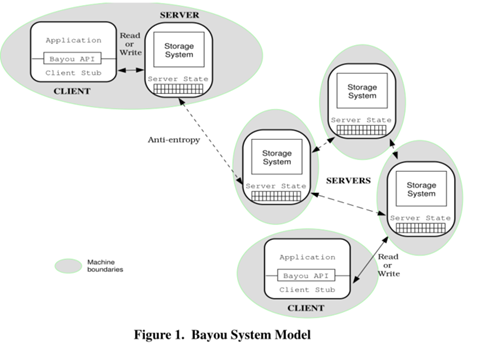 SERVER
Application
Bayou API
Client Stub
CLIENT
Read
or
Write
Storage
System
Server State
Anti-entropy
Storage
System
Server State
Storage
System
Server State
SERVERS
Storage
System
Server State
Machine
boundaries
Application
Bayou API
Client Stub
CLIENT
Read
or
Write
Figure 1. Bayou System Model